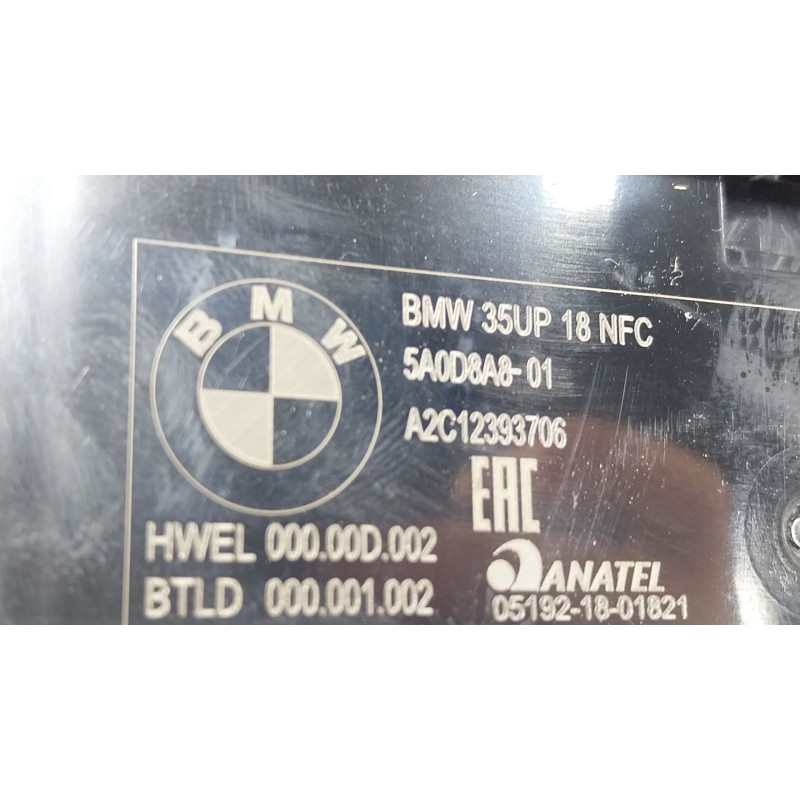 BMW
BMW 35UP 18 NFC
5A0D8A8-01
A2C12393706
EAC
HWEL 000.00D.002
BTLD 000.001.002
ANATEL
05192-18-01821